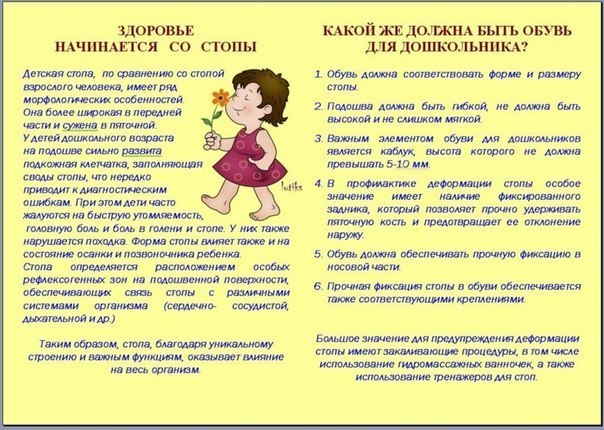 ЗДОРОВЬЕ
НАЧИНАЕТСЯ СО СТОПЫ
Детская стопа, по сравнению со стопой
взрослого человека, имеет ряд
морфологических особенностей.
Она более широкая в передней
части и сужена в пяточной.
У детей дошкольного возраста
на подошве сильно развита
подкожная клетчатка, заполняющая
своды стопы, что нередко
приводит к диагностическим
ошибкам. При этом дети часто
жалуются на быструю утомляемость,
головную боль и боль в голени и стопе. У них также
нарушается походка. Форма стопы влияет также и на
состояние осанки и позвоночника ребенка.
Стопа определяется расположением особых
рефлексогенных зон на подошвенной поверхности,
обеспечивающих связь стопы с различными
системами организма (сердечно- сосудистой,
дыхательной и др.)
Таким образом, стопа, благодаря уникальному
строению и важным функциям, оказывает влияние
на весь организм.
lutiks
КАКОЙ ЖЕ ДОЛЖНА БЫТЬ ОБУВЬ
ДЛЯ ДОШКОЛЬНИКА?
1. Обувь должна соответствовать форме и размеру
стопы.
2. Подошва должна быть гибкой, не должна быть
высокой и не слишком мягкой.
3. Важным элементом обуви для дошкольников
является каблук, высота которого не должна
превышать 5-10 мм.
4. В профилактике деформации стопы особое
значение имеет наличие фиксированного
задника, который позволяет прочно удерживать
пяточную кость и предотвращает ее отклонение
наружу.
5. Обувь должна обеспечивать прочную фиксацию в
носовой части.
6. Прочная фиксация стопы в обуви обеспечивается
также соответствующими креплениями.
Большое значение для предупреждения деформации
стопы имеют закаливающие процедуры, в том числе
использование гидромассажных ванночек, а также
использование тренажеров для стоп.